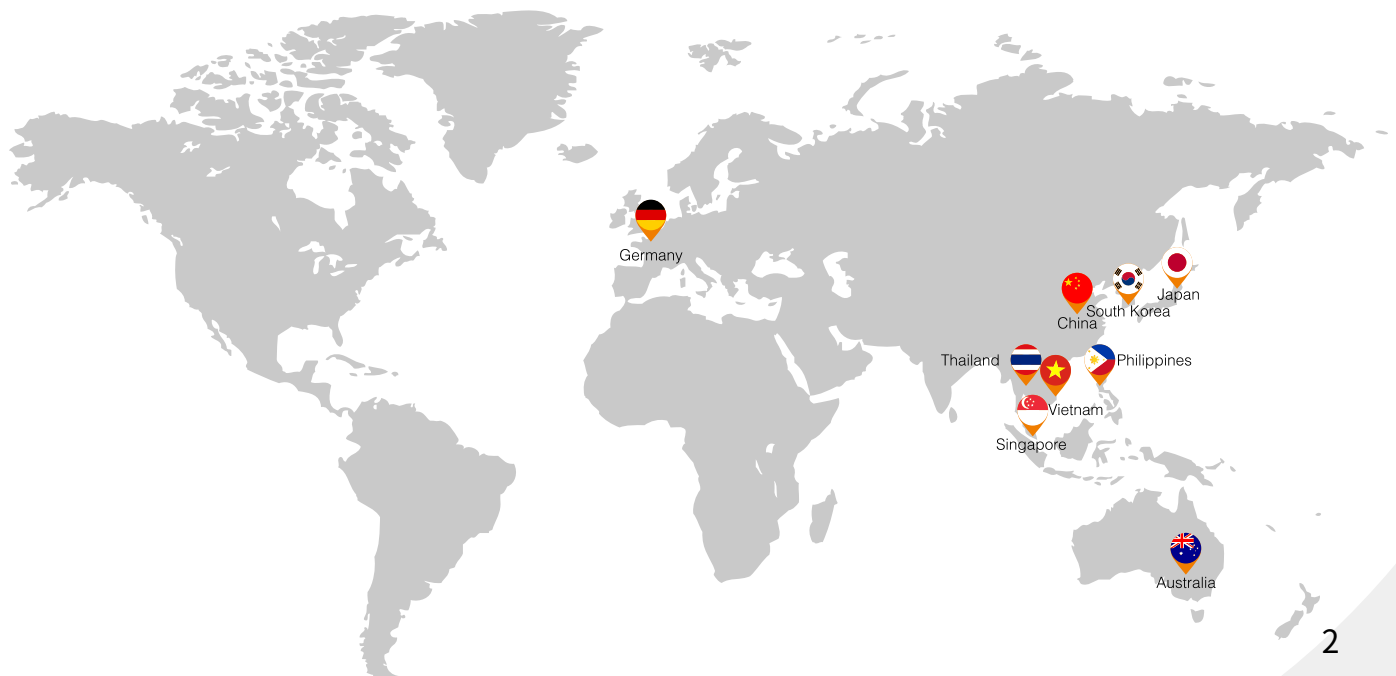 Germany
Japan
South Korea
China
Thailand
Philippines
Vietnam
Singapore
Australia
2